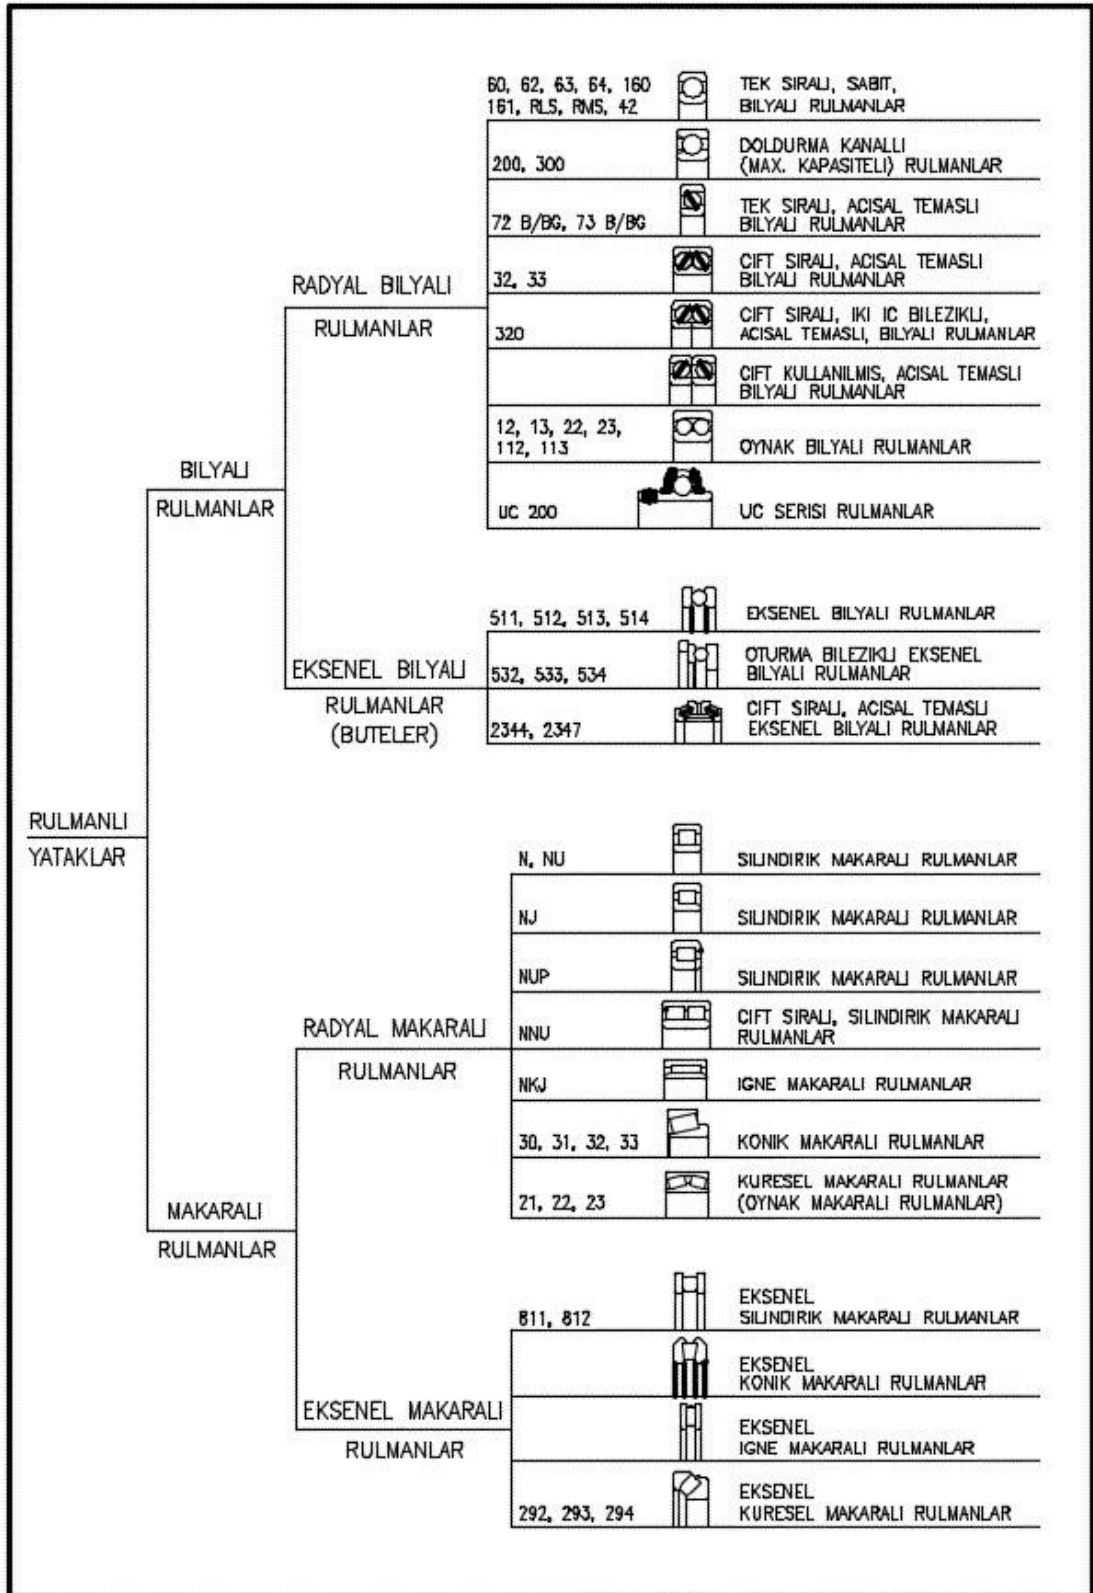 60, 62, 63, 64, 160
161, RLS, RMS, 42
TEK SIRALI, SABIT,
BILYALI RULMANLAR
200, 300
DOLDURMA KANALLI
(MAX. KAPASITELI) RULMANLAR
72 B/BG, 73 B/BG
TEK SIRALI, ACISAL TEMASLI
BILYALI RULMANLAR
32, 33
CIFT SIRALI, ACISAL TEMASLI
BILYALI RULMANLAR
RADYAL BILYALI
RULMANLAR
320
CIFT SIRALI, IKI IC BILEZIKLI,
ACISAL TEMASLI, BILYALI RULMANLAR
CIFT KULLANILMIS, ACISAL TEMASLI
BILYALI RULMANLAR
12, 13, 22, 23,
112, 113
OYNAK BILYALI RULMANLAR
BILYALI
RULMANLAR
UC 200
UC SERISI RULMANLAR
511, 512, 513, 514
EKSENEL BILYALI RULMANLAR
EKSENEL BILYALI
RULMANLAR
(BUTELER)
532, 533, 534
OTURMA BILEZIKLI EKSENEL
BILYALI RULMANLAR
2344, 2347
CIFT SIRALI, ACISAL TEMASLI
EKSENEL BILYALI RULMANLAR
RULMANLI
YATAKLAR
N, NU
SILINDIRIK MAKARALI RULMANLAR
NJ
SILINDIRIK MAKARALI RULMANLAR
NUP
SILINDIRIK MAKARALI RULMANLAR
RADYAL MAKARALI
RULMANLAR
NNU
CIFT SIRALI, SILINDIRIK MAKARALI
RULMANLAR
NKJ
IGNE MAKARALI RULMANLAR
30, 31, 32, 33
KONIK MAKARALI RULMANLAR
21, 22, 23
KURESEL MAKARALI RULMANLAR
(OYNAK MAKARALI RULMANLAR)
MAKARALI
RULMANLAR
811, 812
EKSENEL
SILINDIRIK MAKARALI RULMANLAR
EKSENEL
KONIK MAKARALI RULMANLAR
EKSENEL MAKARALI
RULMANLAR
EKSENEL
IGNE MAKARALI RULMANLAR
292, 293, 294
EKSENEL
KURESEL MAKARALI RULMANLAR